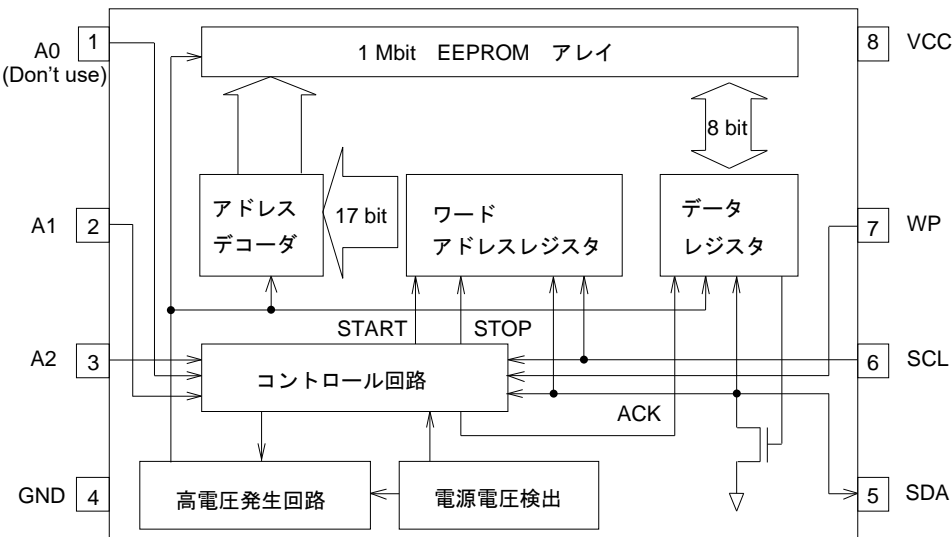 A0
(Don't use)
1
1 Mbit EEPROM アレイ
8
VCC
8 bit
A1
2
アドレス
デコーダ
17 bit
ワード
アドレスレジスタ
データ
レジスタ
7
WP
START
STOP
A2
3
コントロール回路
6
SCL
ACK
GND
4
高電圧発生回路
電源電圧検出
5
SDA